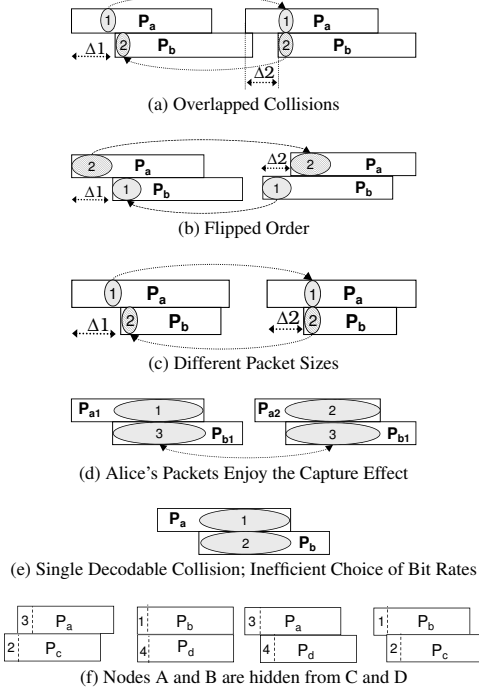 1 Pa 1 Pa
2 Pb 2 Pb
Δ1 Δ2
(a) Overlapped Collisions
2 Pa Δ2 2 Pa
Δ1 1 Pb 1 Pb
(b) Flipped Order
1 Pa 1 Pa
Δ1 2 Pb Δ2 2 Pb
(c) Different Packet Sizes
Pa1 1 Pa2 2
3 Pb1 3 Pb1
(d) Alice's Packets Enjoy the Capture Effect
Pa 1
2 Pb
(e) Single Decodable Collision; Inefficient Choice of Bit Rates
3 Pa 1 Pb 3 Pa 1 Pb
2 Pc 4 Pd 4 Pd 2 Pc
(f) Nodes A and B are hidden from C and D